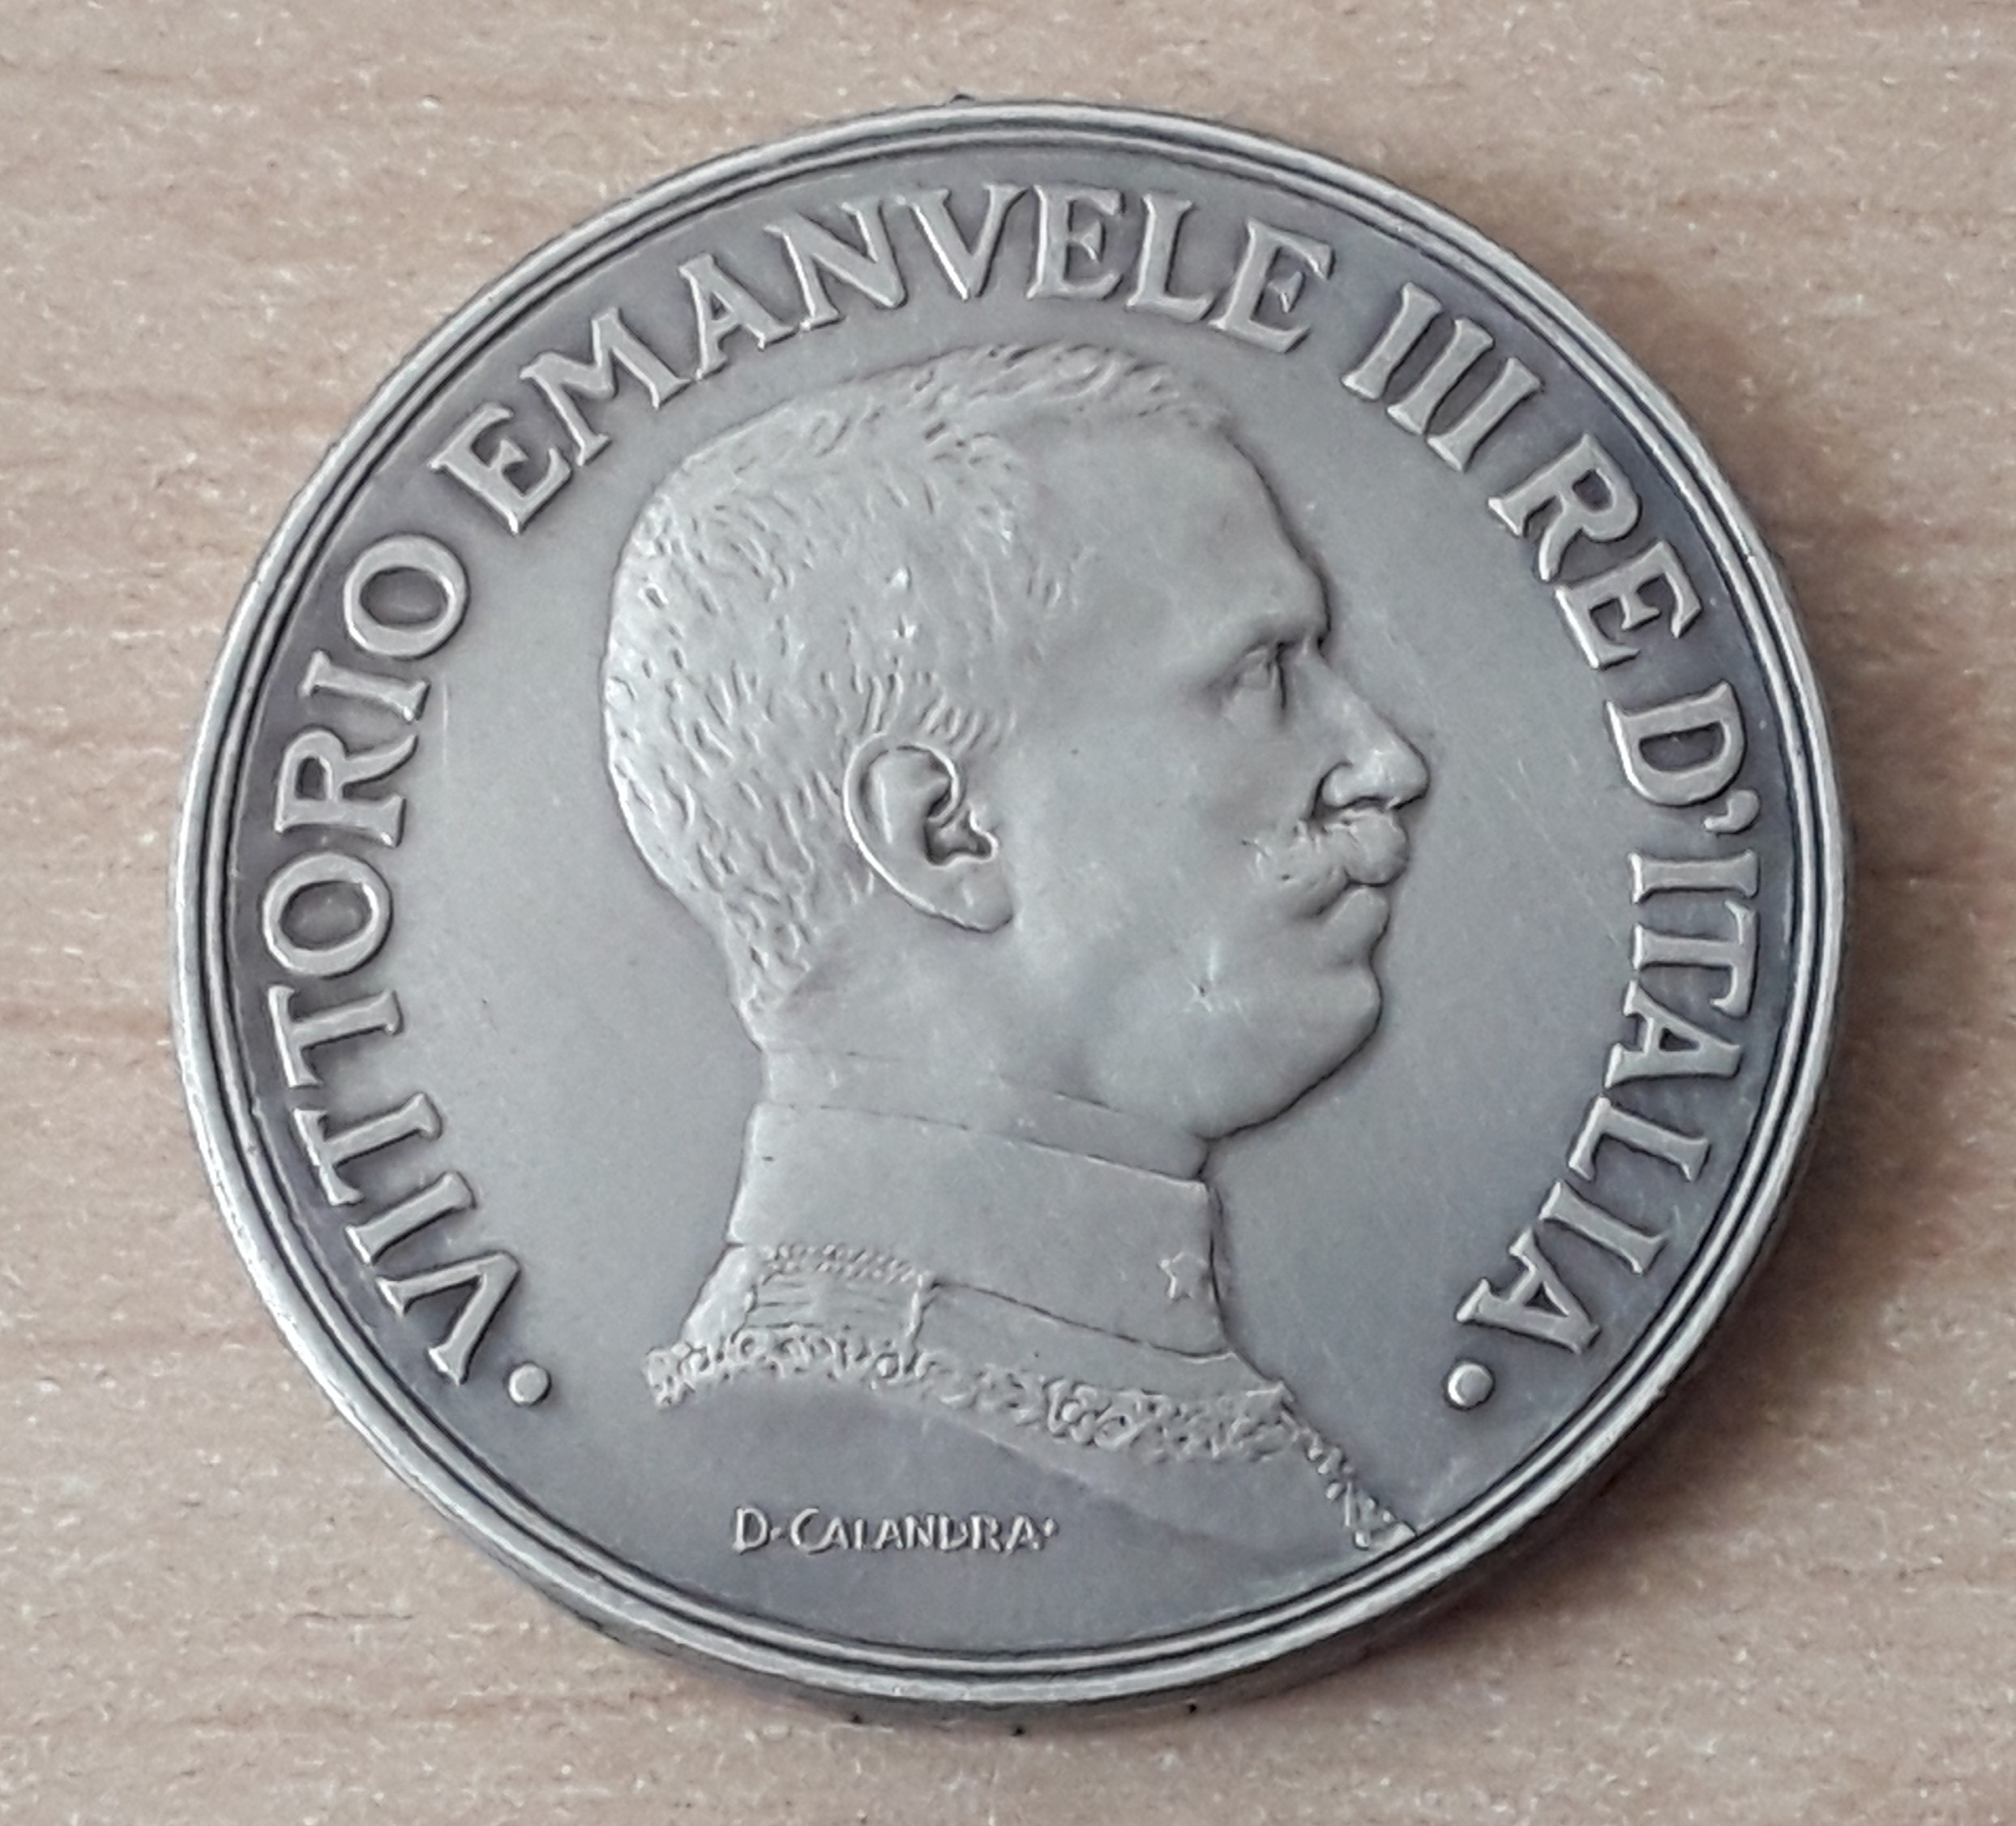 • VITTORIO EMANVELE III RE D'ITALIA •
D•CALANDRA•